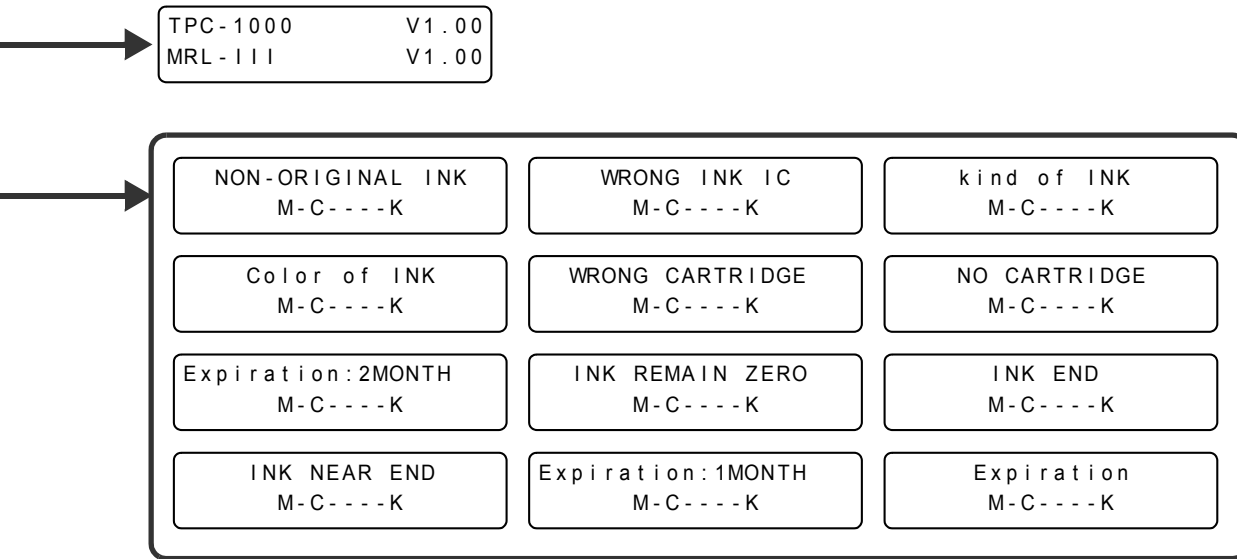 TPC-1000 V1.00
MRL-III V1.00
NON-ORIGINAL INK
M-C----K
WRONG INK IC
M-C----K
kind of INK
M-C----K
Color of INK
M-C----K
WRONG CARTRIDGE
M-C----K
NO CARTRIDGE
M-C----K
Expiration:2MONTH
M-C----K
INK REMAIN ZERO
M-C----K
INK END
M-C----K
INK NEAR END
M-C----K
Expiration:1MONTH
M-C----K
Expiration
M-C----K